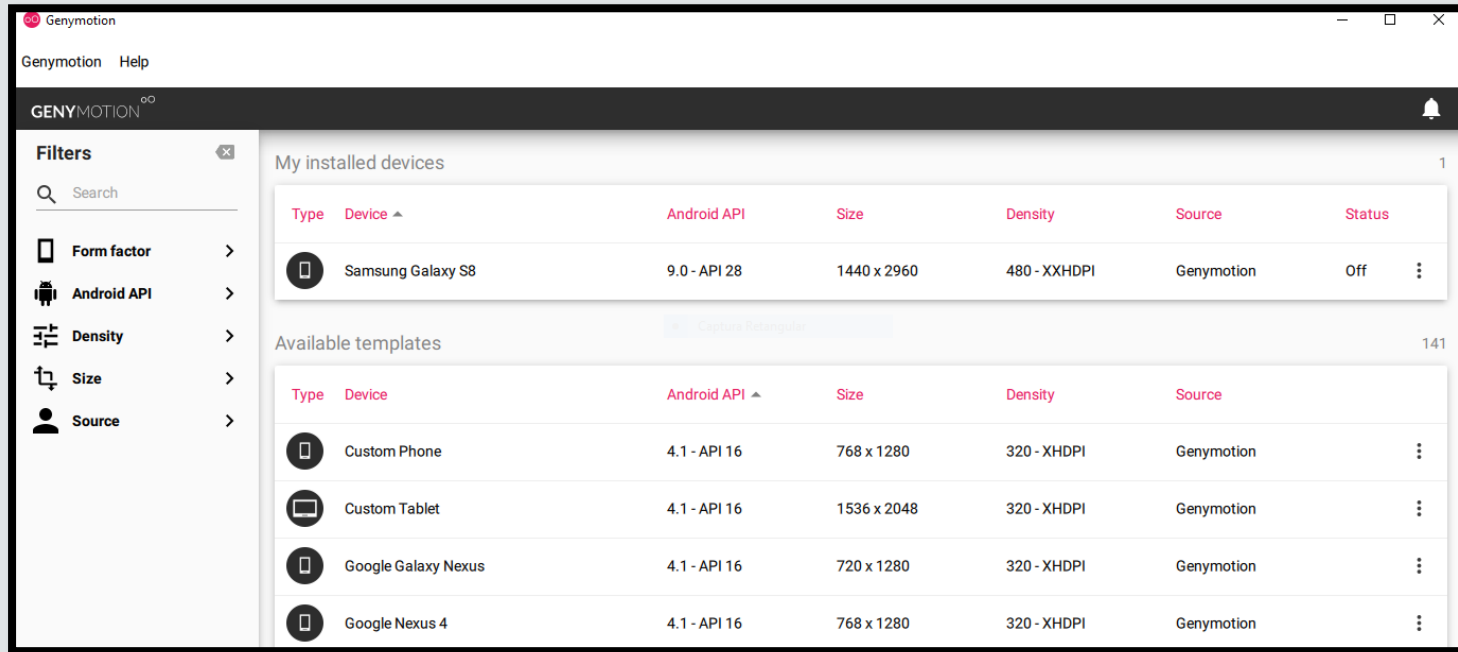 Genymotion
Genymotion Help
GENYMOTION
Filters
Search
Form factor
Android API
Density
Size
Source
My installed devices 1
Type Device Android API Size Density Source Status
Samsung Galaxy S8 9.0 - API 28 1440 x 2960 480 - XXHDPI Genymotion Off
Captura Retangular
Available templates 141
Type Device Android API Size Density Source
Custom Phone 4.1 - API 16 768 x 1280 320 - XHDPI Genymotion
Custom Tablet 4.1 - API 16 1536 x 2048 320 - XHDPI Genymotion
Google Galaxy Nexus 4.1 - API 16 720 x 1280 320 - XHDPI Genymotion
Google Nexus 4 4.1 - API 16 768 x 1280 320 - XHDPI Genymotion